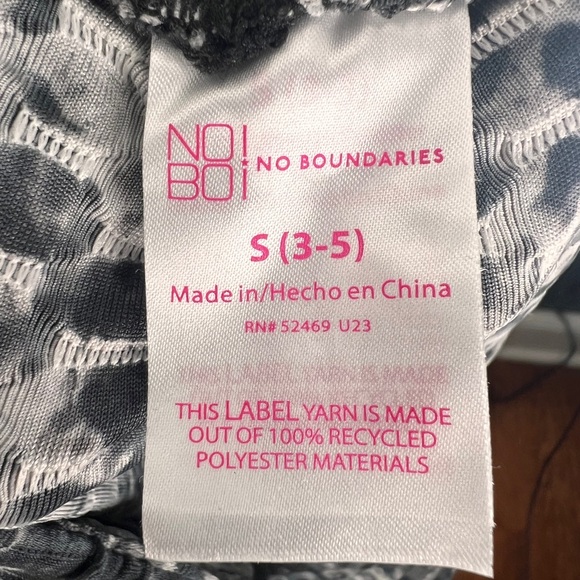 NO!
BO!
NO BOUNDARIES
S (3-5)
Made in/Hecho en China
RN# 52469 U23
THIS LABEL YARN IS MADE
OUT OF 100% RECYCLED
POLYESTER MATERIALS